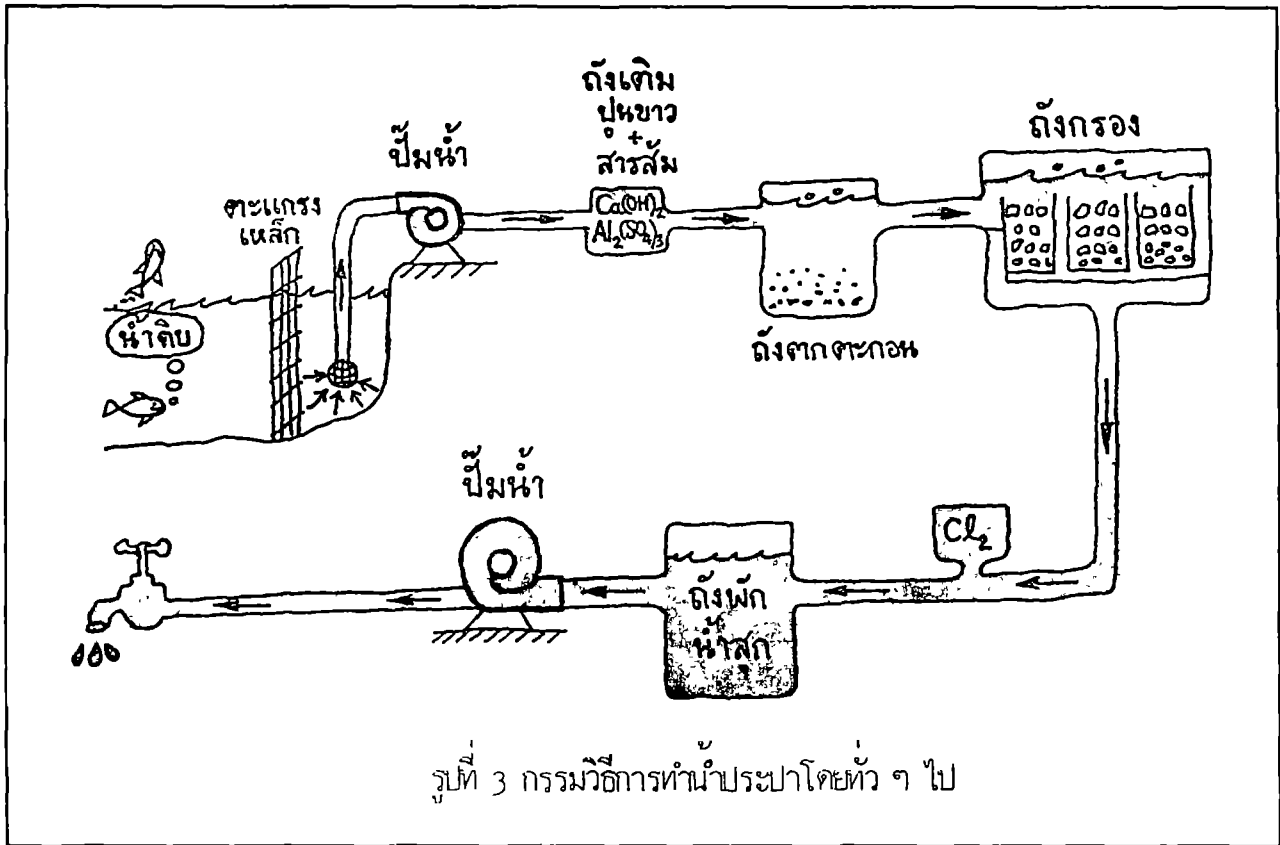 ถังเติม
ปูนขาว
+
สารส้ม
ถังกรอง
ปั๊มน้ำ
ตะแกรง
เหล็ก
Ca(OH)₂
Al₂(SO₄)₃
น้ำดิบ
ถังตกตะกอน
ปั๊มน้ำ
Cl₂
ถังพัก
น้ำสุก
รูปที่ 3 กรรมวิธีการทำน้ำประปาโดยทั่ว ๆ ไป